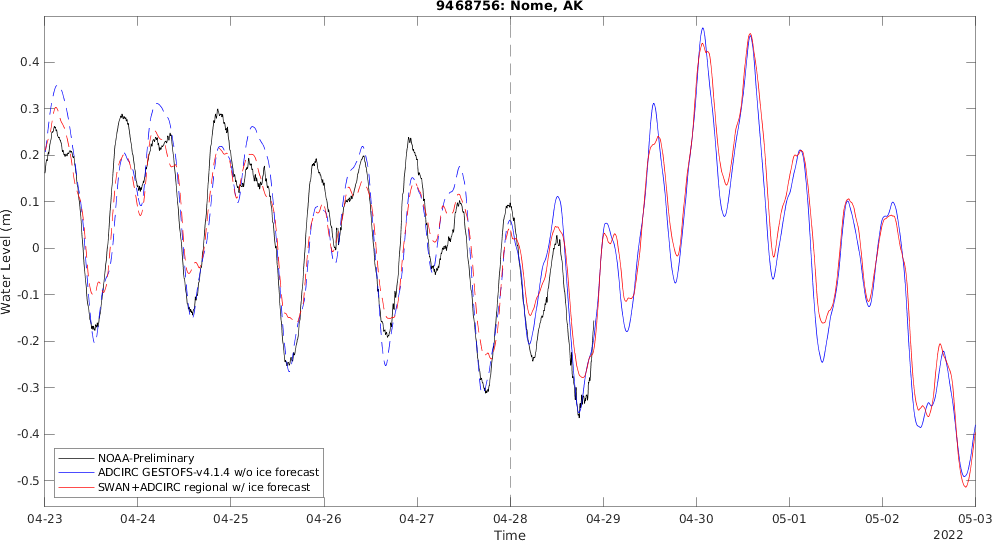 9468756: Nome, AK
Water Level (m)
0.4
0.3
0.2
0.1
0
-0.1
-0.2
-0.3
-0.4
-0.5
NOAA-Preliminary
ADCIRC GESTOFS-v4.1.4 w/o ice forecast
SWAN+ADCIRC regional w/ ice forecast
04-23 04-24 04-25 04-26 04-27 04-28 04-29 04-30 05-01 05-02 05-03
Time
2022